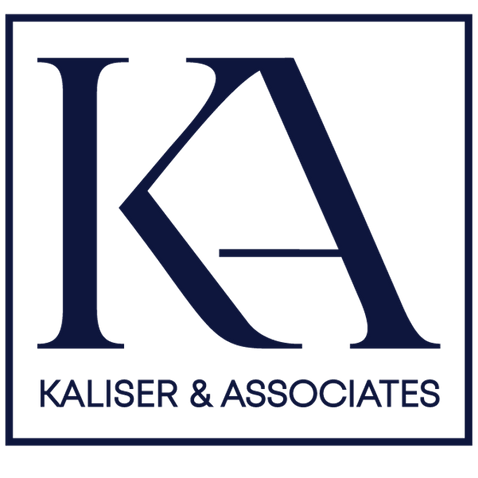 KA
KALISER & ASSOCIATES